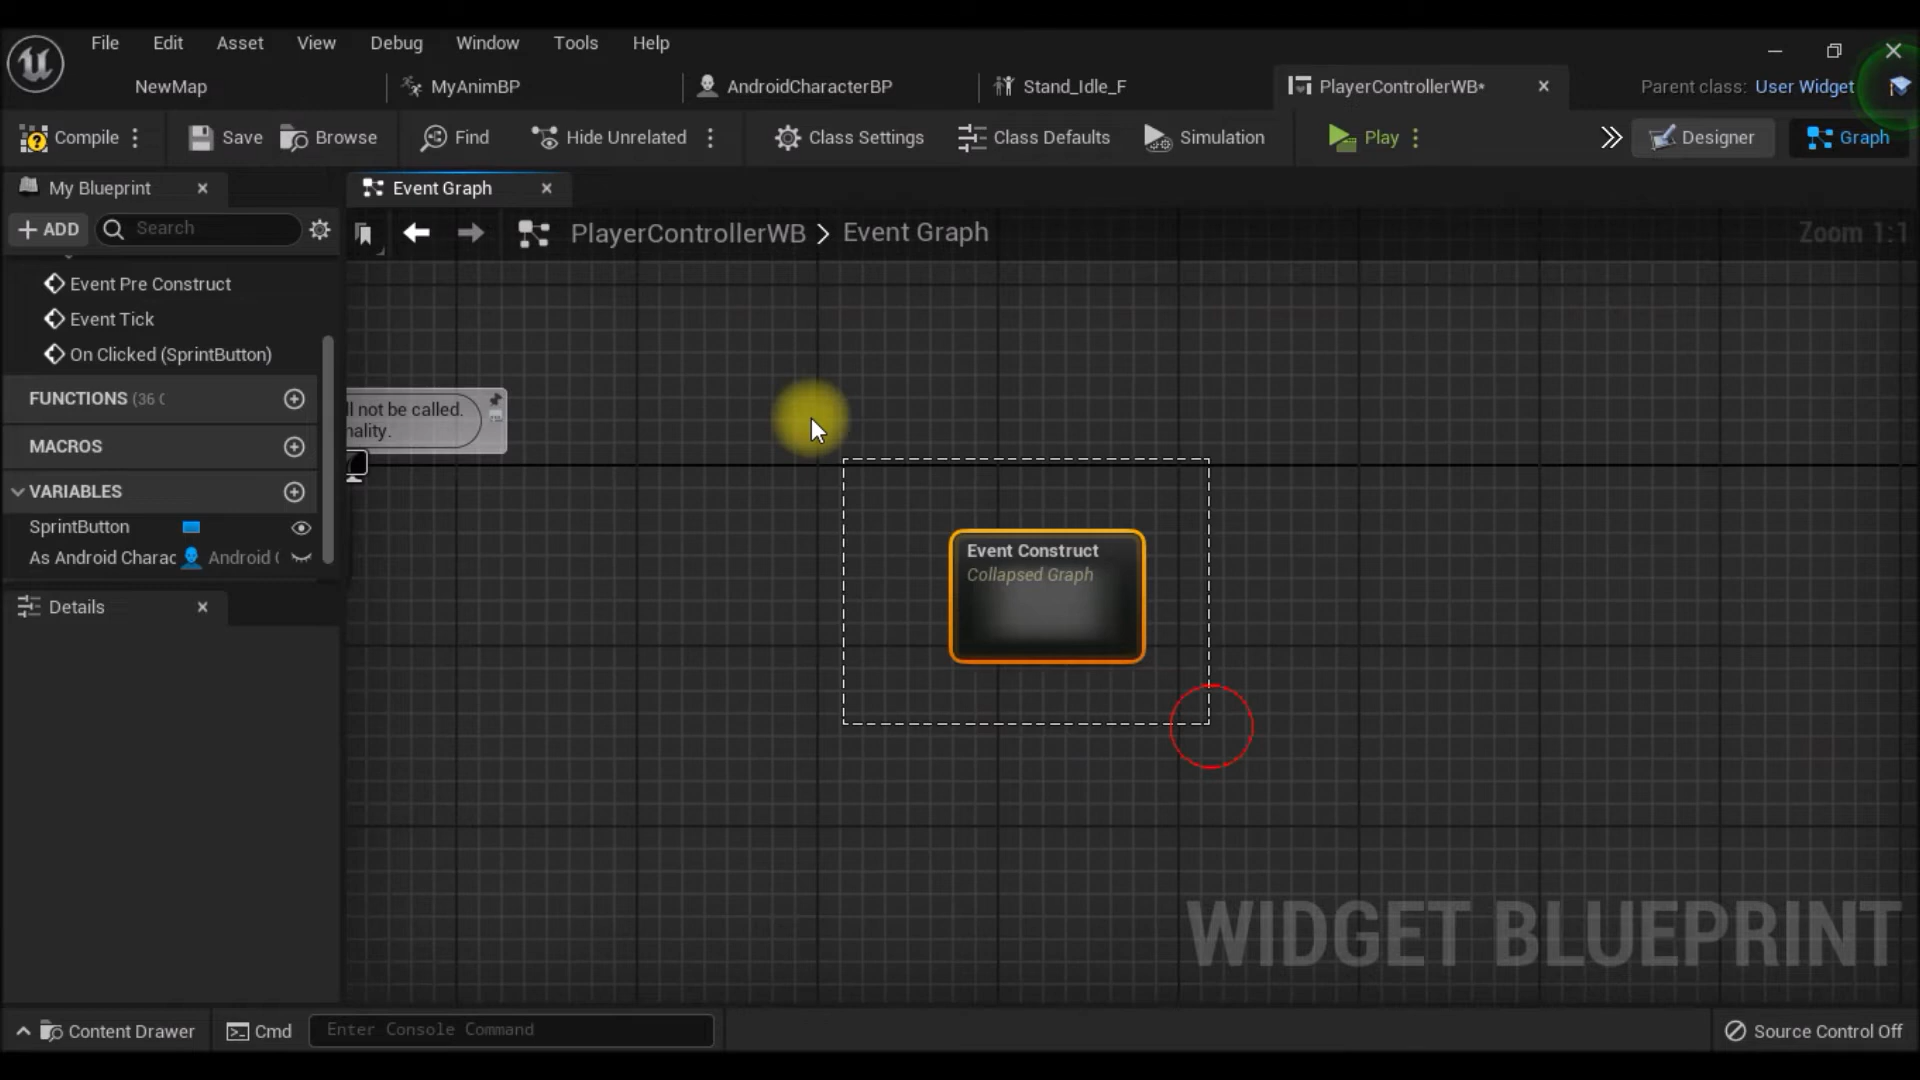 File Edit Asset View Debug Window Tools Help
NewMap MyAnimBP AndroidCharacterBP Stand_Idle_F PlayerControllerWB* Parent class: User Widget
Compile Save Browse Find Hide Unrelated Class Settings Class Defaults Simulation Play Designer Graph
My Blueprint Event Graph
ADD Search PlayerControllerWB > Event Graph Zoom 1:1
Event Pre Construct
Event Tick
On Clicked (SprintButton)
FUNCTIONS (36
ll not be called.
nality.
MACROS
VARIABLES
SprintButton
As Android Charac Android
Event Construct
Collapsed Graph
Details
WIDGET BLUEPRINT
Content Drawer Cmd Enter Console Command Source Control Off